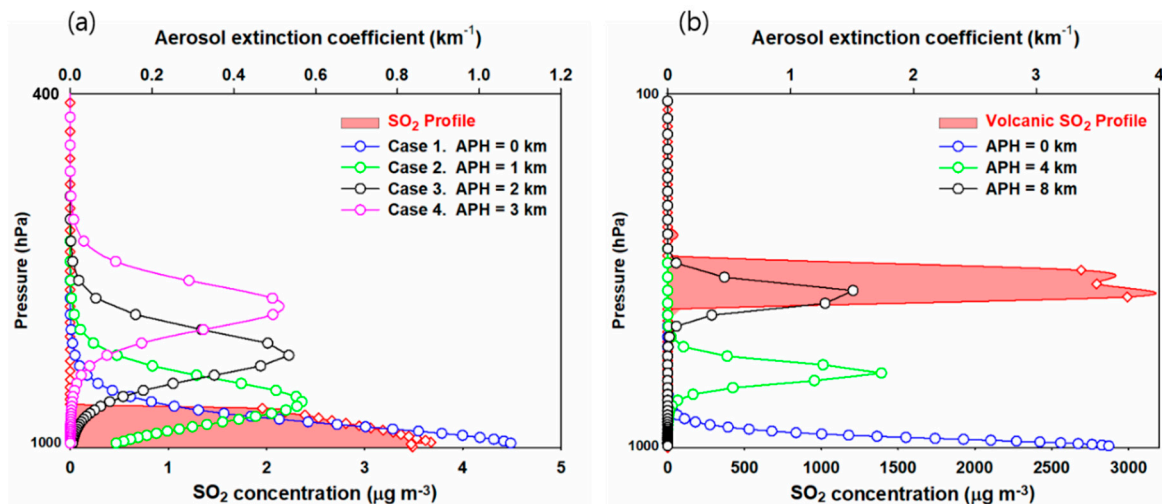 (a)
Aerosol extinction coefficient (km-1)
0.0 0.2 0.4 0.6 0.8 1.0 1.2
400
SO2 Profile
Case 1. APH = 0 km
Case 2. APH = 1 km
Case 3. APH = 2 km
Case 4. APH = 3 km
Pressure (hPa)
1000
0 1 2 3 4 5
SO2 concentration (μg m-3)
(b)
Aerosol extinction coefficient (km-1)
0 1 2 3 4
100
Volcanic SO2 Profile
APH = 0 km
APH = 4 km
APH = 8 km
Pressure (hPa)
1000
0 500 1000 1500 2000 2500 3000
SO2 concentration (μg m-3)